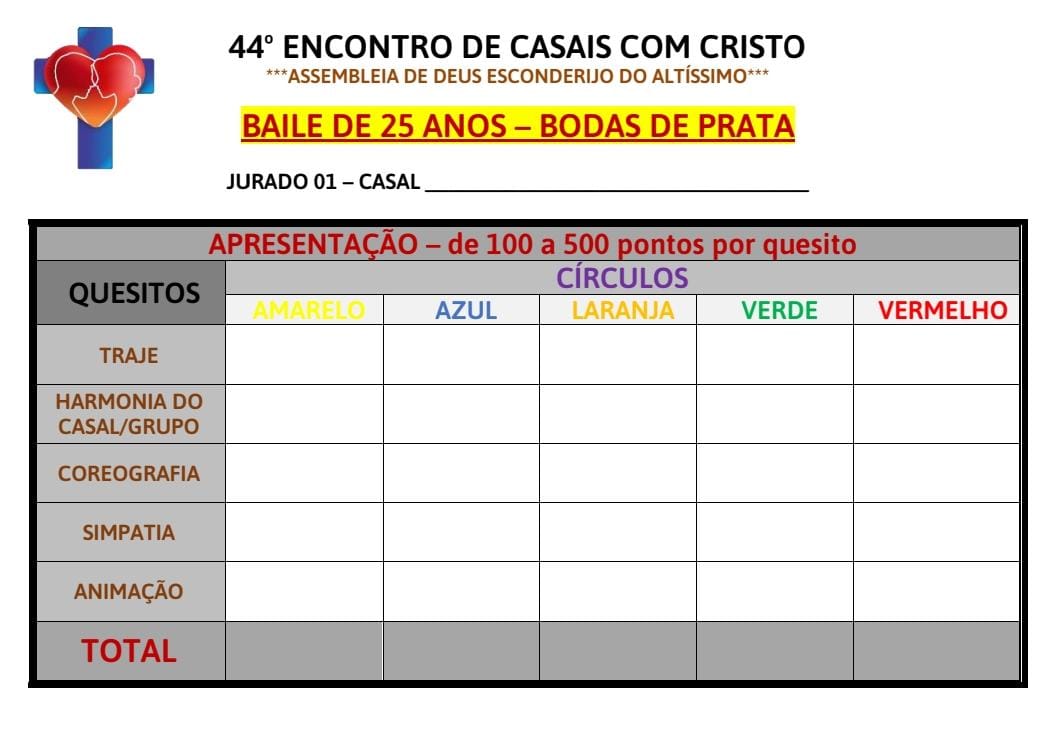 44º ENCONTRO DE CASAIS COM CRISTO
***ASSEMBLEIA DE DEUS ESCONDERIJO DO ALTÍSSIMO***
BAILE DE 25 ANOS – BODAS DE PRATA
JURADO 01 – CASAL ___________________________________
APRESENTAÇÃO – de 100 a 500 pontos por quesito
QUESITOS
CÍRCULOS
AMARELO AZUL LARANJA VERDE VERMELHO
TRAJE
HARMONIA DO
CASAL/GRUPO
COREOGRAFIA
SIMPATIA
ANIMAÇÃO
TOTAL